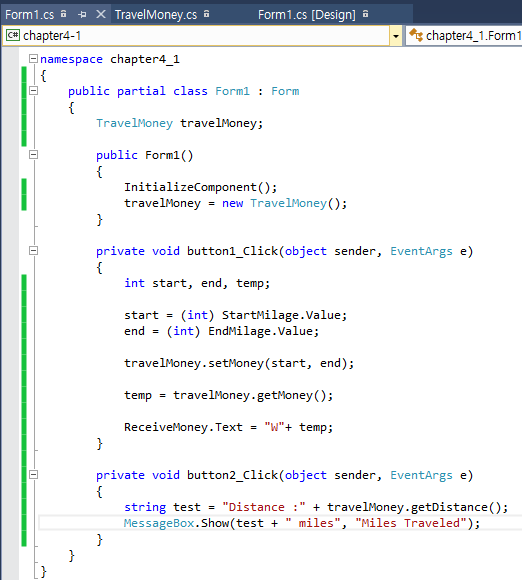 Form1.cs TravelMoney.cs Form1.cs [Design]
C# chapter4-1 chapter4_1.Form1
namespace chapter4_1
{
public partial class Form1 : Form
{
TravelMoney travelMoney;
public Form1()
{
InitializeComponent();
travelMoney = new TravelMoney();
}
private void button1_Click(object sender, EventArgs e)
{
int start, end, temp;
start = (int) StartMilage.Value;
end = (int) EndMilage.Value;
travelMoney.setMoney(start, end);
temp = travelMoney.getMoney();
ReceiveMoney.Text = "W"+ temp;
}
private void button2_Click(object sender, EventArgs e)
{
string test = "Distance :" + travelMoney.getDistance();
MessageBox.Show(test + " miles", "Miles Traveled");
}
}
}